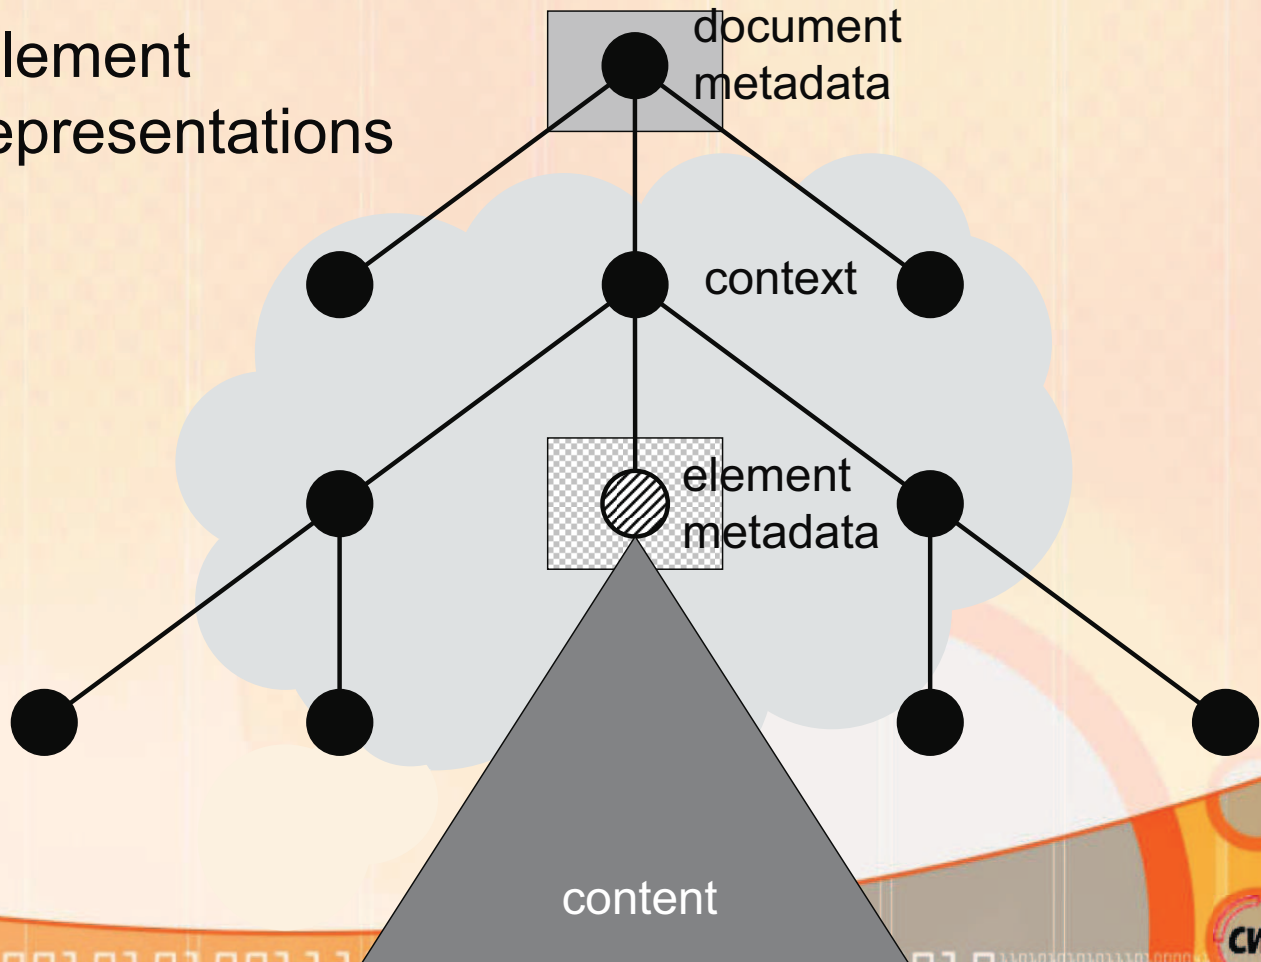 lement
epresentations
document
metadata
context
element
metadata
content